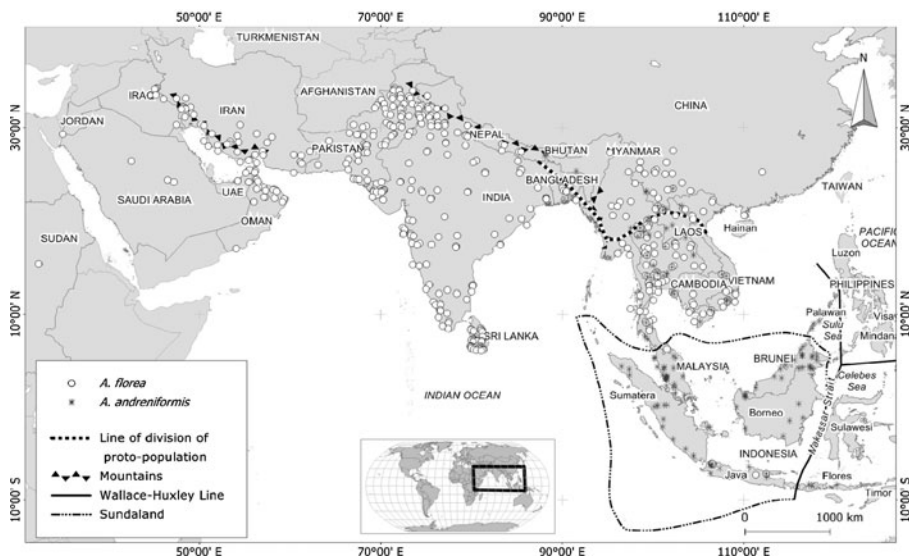 50°00' E
70°00' E
90°00' E
110°00' E
TURKMENISTAN
N
IRAQ
IRAN
AFGHANISTAN
CHINA
JORDAN
30°00' N
30°00' N
PAKISTAN
NEPAL
BHUTAN
MYANMAR
BANGLADESH
TAIWAN
SAUDI ARABIA
UAE
INDIA
OMAN
LAOS
Hainan
PACIFIC
OCEAN
SUDAN
Luzon
CAMBODIA
VIETNAM
PHILIPPINES
10°00' N
10°00' N
Palawan
Sulu
Sea
Visay
Mindana
SRI LANKA
MALAYSIA
BRUNEI
Celebes
Sea
INDIAN OCEAN
Sumatera
Borneo
Makassar Strait
Sulawesi
INDONESIA
Java
Flores
Timor
10°00' S
10°00' S
A. florea
A. andreniformis
Line of division of
proto-population
Mountains
Wallace-Huxley Line
Sundaland
0
1000 km
50°00' E
70°00' E
90°00' E
110°00' E